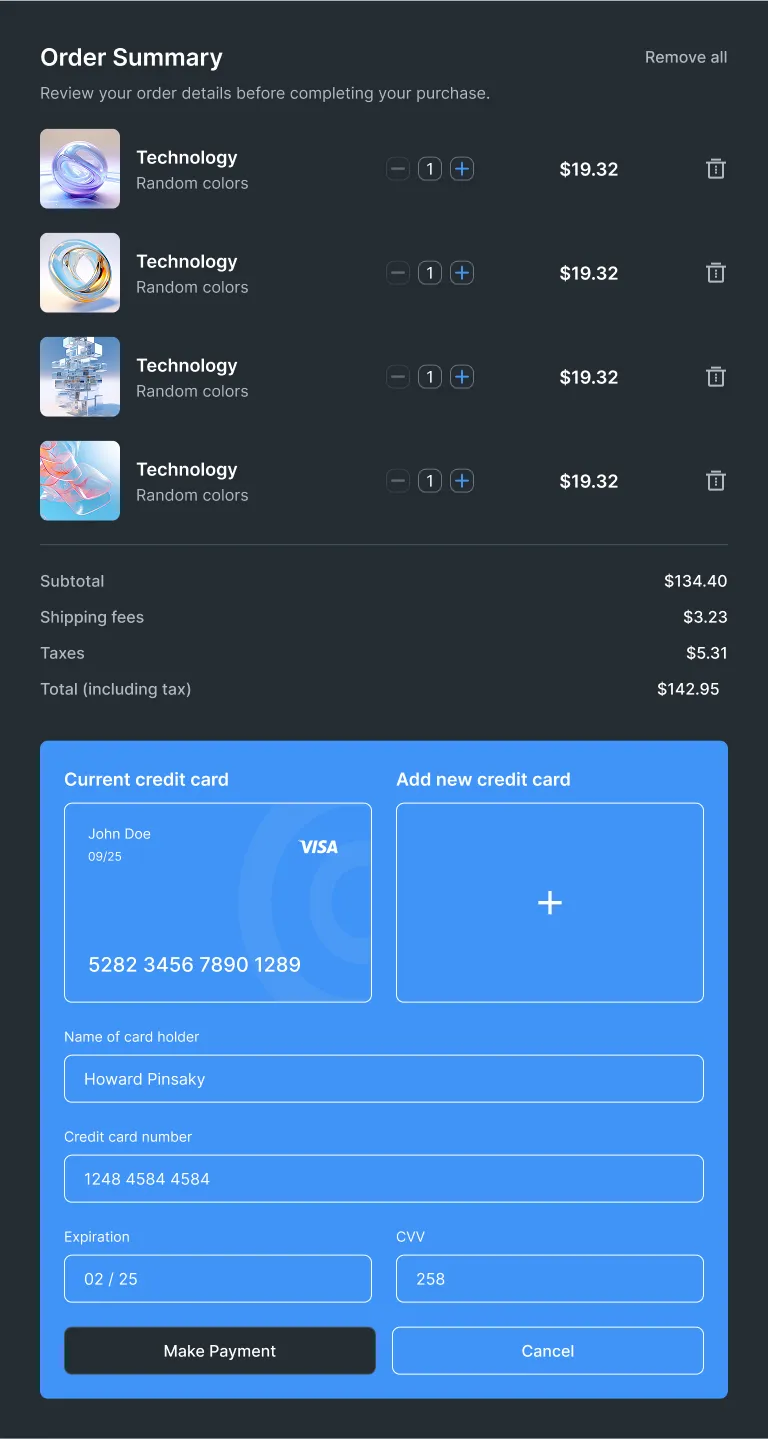 Order Summary
Remove all
Review your order details before completing your purchase.
Technology
Random colors
1
$19.32
Technology
Random colors
1
$19.32
Technology
Random colors
1
$19.32
Technology
Random colors
1
$19.32
Subtotal $134.40
Shipping fees $3.23
Taxes $5.31
Total (including tax) $142.95
Current credit card
John Doe
09/25
VISA
5282 3456 7890 1289
Add new credit card
Name of card holder
Howard Pinsaky
Credit card number
1248 4584 4584
Expiration
02 / 25
CVV
258
Make Payment
Cancel